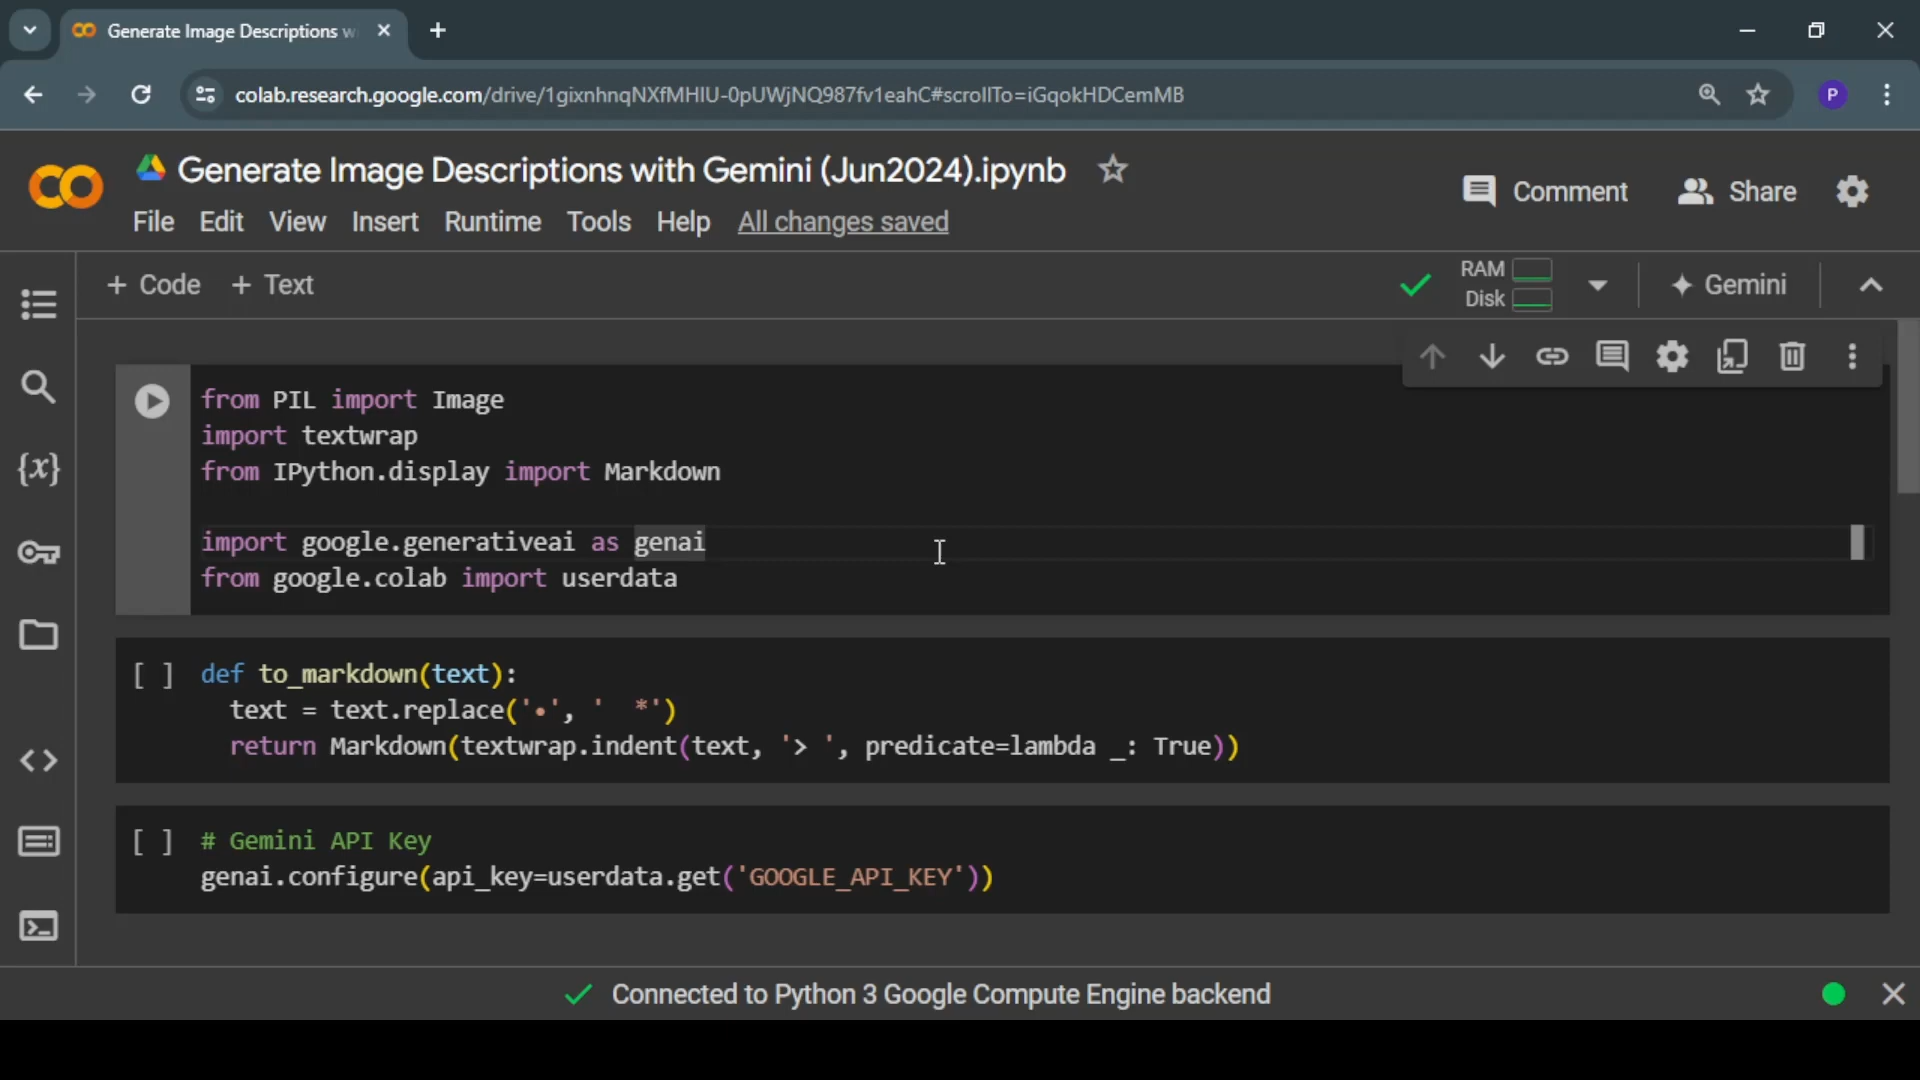 Generate Image Descriptions w
colab.research.google.com/drive/1gixnhnqNXfMHIU-0pUWjNQ987fv1eahC#scrollTo=iGqokHDCemMB
P
Generate Image Descriptions with Gemini (Jun2024).ipynb
Comment
Share
File Edit View Insert Runtime Tools Help All changes saved
+ Code + Text
RAM
Disk
Gemini
from PIL import Image
import textwrap
from IPython.display import Markdown
import google.generativeai as genai
from google.colab import userdata
[ ] def to_markdown(text):
text = text.replace('•', '  *')
return Markdown(textwrap.indent(text, '> ', predicate=lambda _: True))
[ ] # Gemini API Key
genai.configure(api_key=userdata.get('GOOGLE_API_KEY'))
{x}
Connected to Python 3 Google Compute Engine backend